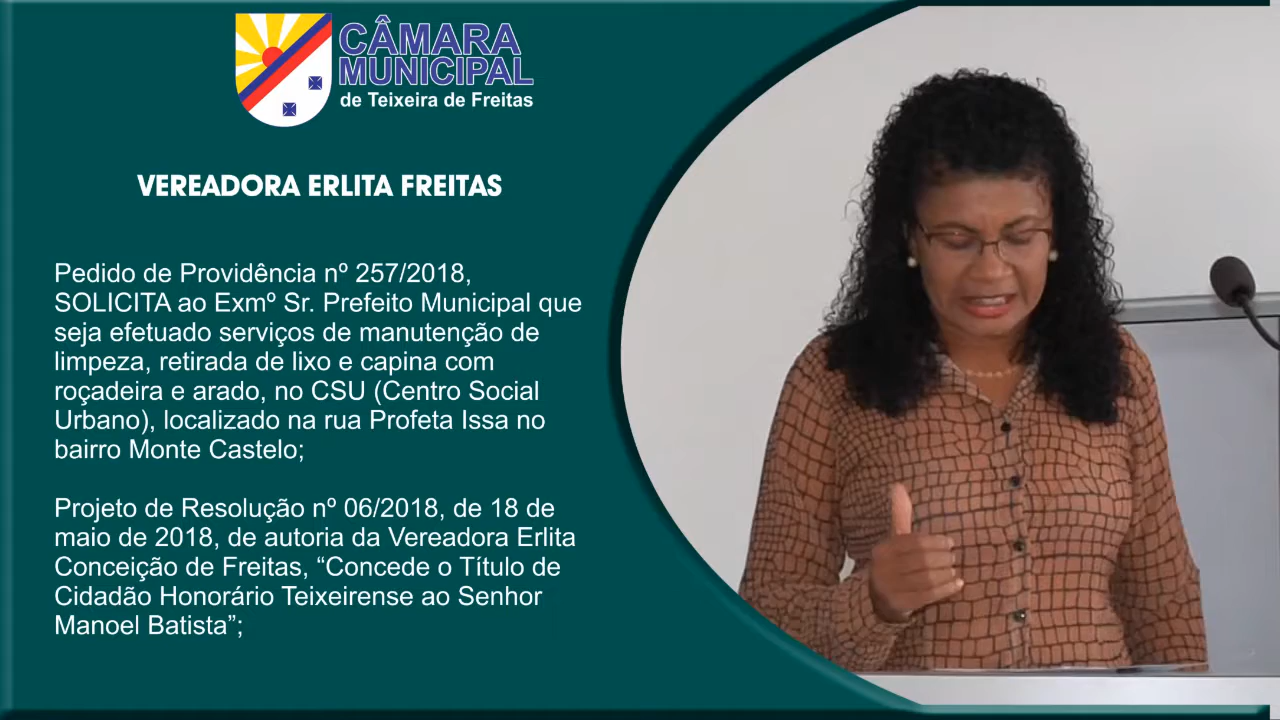 CÂMARA
MUNICIPAL
de Teixeira de Freitas
VEREADORA ERLITA FREITAS
Pedido de Providência nº 257/2018,
SOLICITA ao Exmº Sr. Prefeito Municipal que
seja efetuado serviços de manutenção de
limpeza, retirada de lixo e capina com
roçadeira e arado, no CSU (Centro Social
Urbano), localizado na rua Profeta Issa no
bairro Monte Castelo;
Projeto de Resolução nº 06/2018, de 18 de
maio de 2018, de autoria da Vereadora Erlita
Conceição de Freitas, “Concede o Título de
Cidadão Honorário Teixeirense ao Senhor
Manoel Batista”;